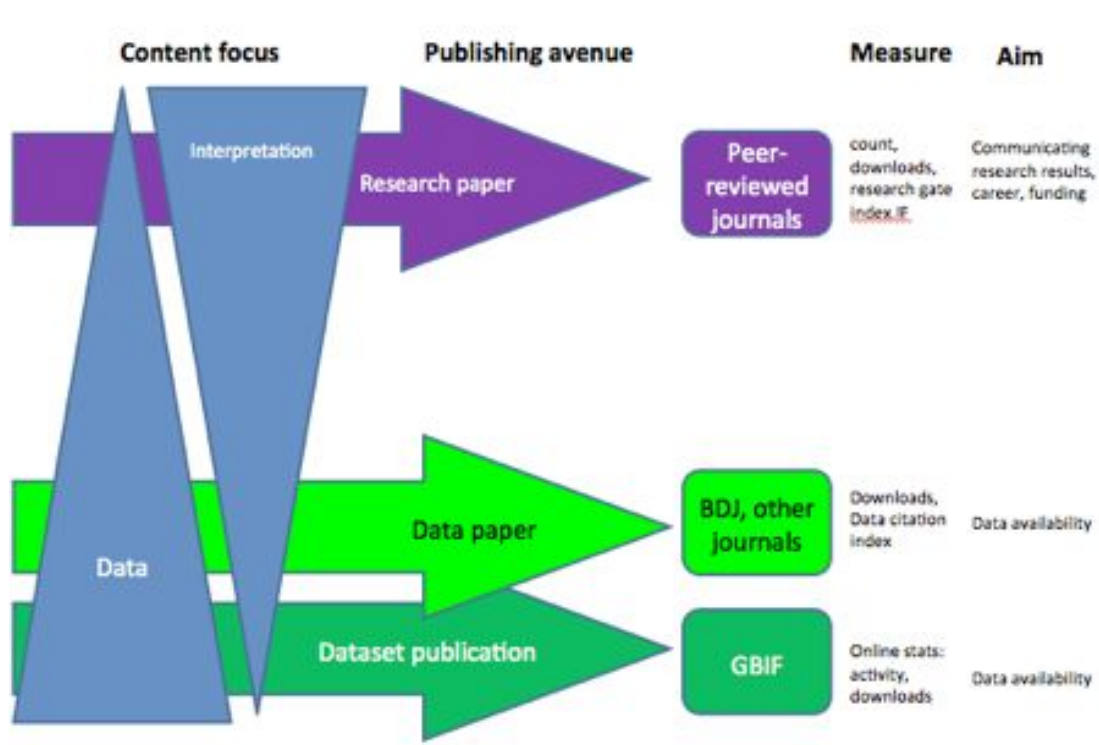 Content focus
Publishing avenue
Measure
Aim
Interpretation
Research paper
Peer-
reviewed
journals
count,
downloads,
research gate
index.IF
Communicating
research results,
career, funding
Data paper
BDJ, other
journals
Downloads,
Data citation
index
Data availability
Data
Dataset publication
GBIF
Online stats:
activity,
downloads
Data availability